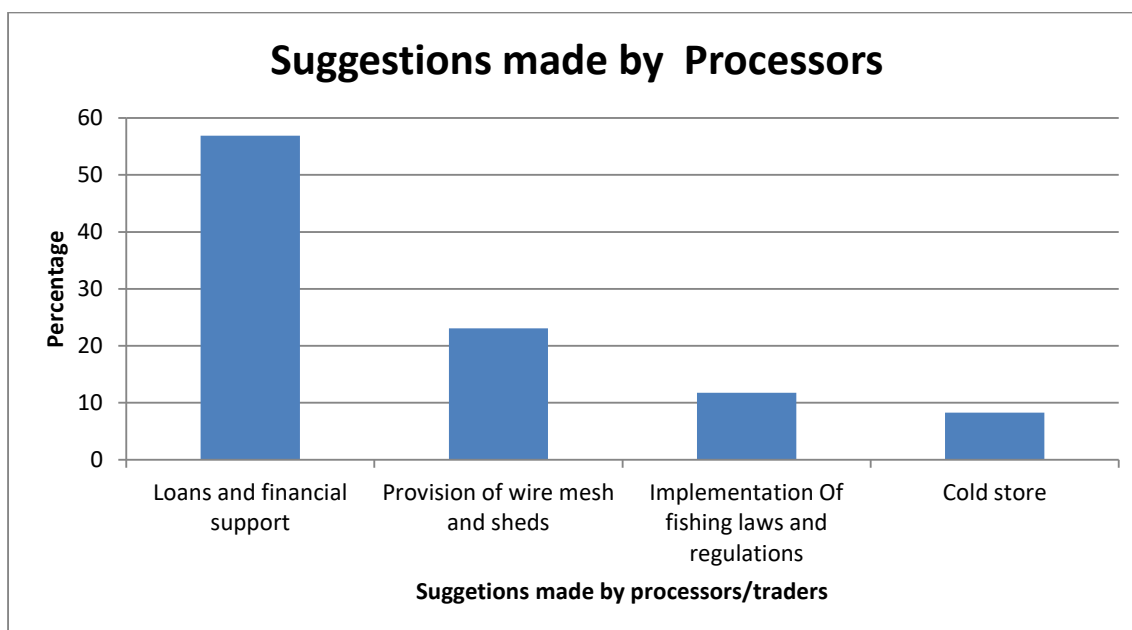 Suggestions made by  Processors
60
50
40
30
20
10
0
Percentage
Loans and financial
support
Provision of wire mesh
and sheds
Implementation Of
fishing laws and
regulations
Cold store
Suggetions made by processors/traders